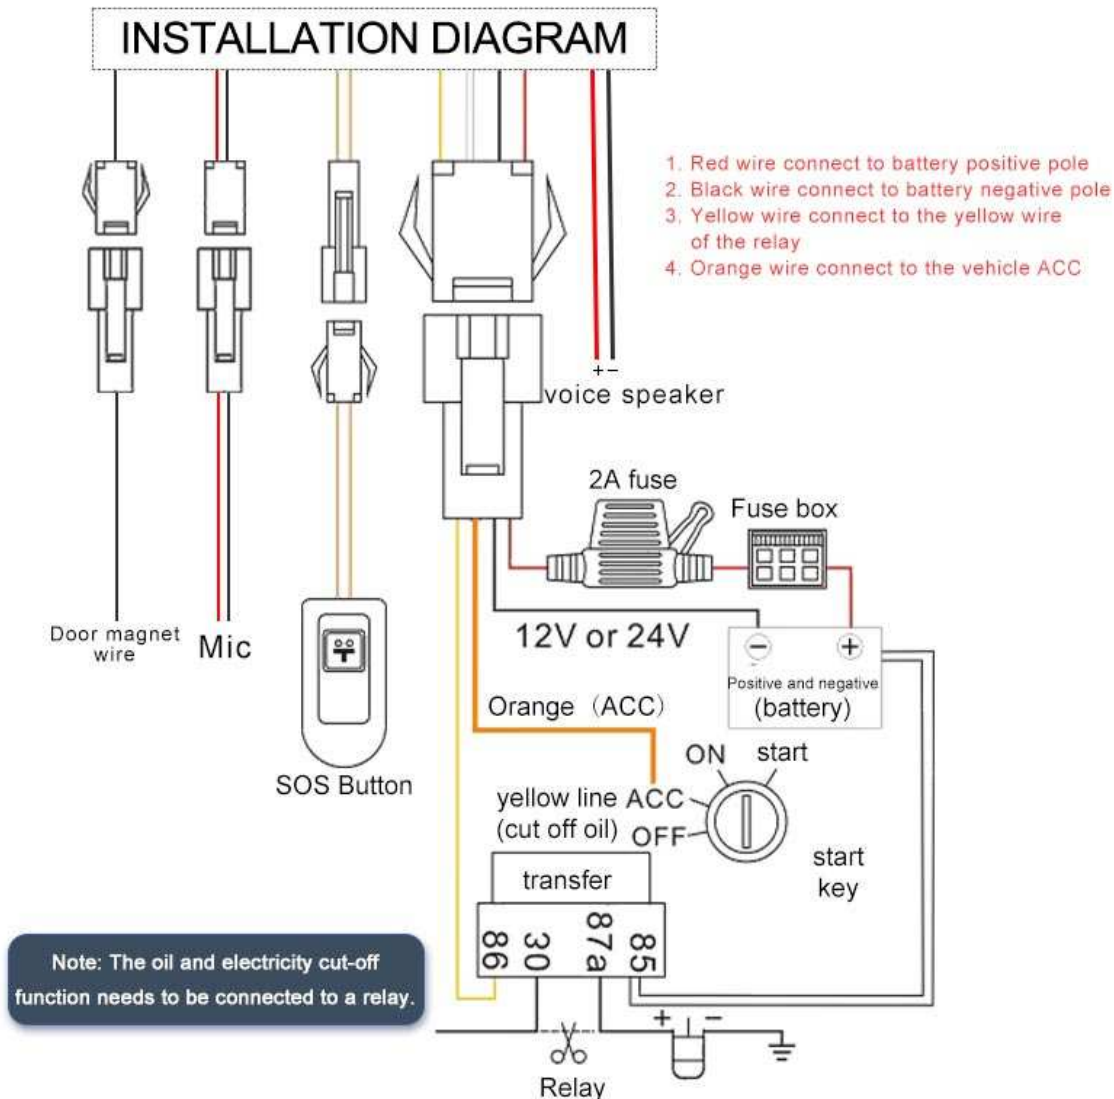 INSTALLATION DIAGRAM
1. Red wire connect to battery positive pole
2. Black wire connect to battery negative pole
3. Yellow wire connect to the yellow wire
of the relay
4. Orange wire connect to the vehicle ACC
+ −
voice speaker
2A fuse
Fuse box
Door magnet
wire
Mic
12V or 24V
− +
Positive and negative
(battery)
Orange (ACC)
SOS Button
ON start
yellow line ACC
(cut off oil) OFF
start
key
transfer
86 30 87a 85
Note: The oil and electricity cut-off
function needs to be connected to a relay.
+ −
Relay